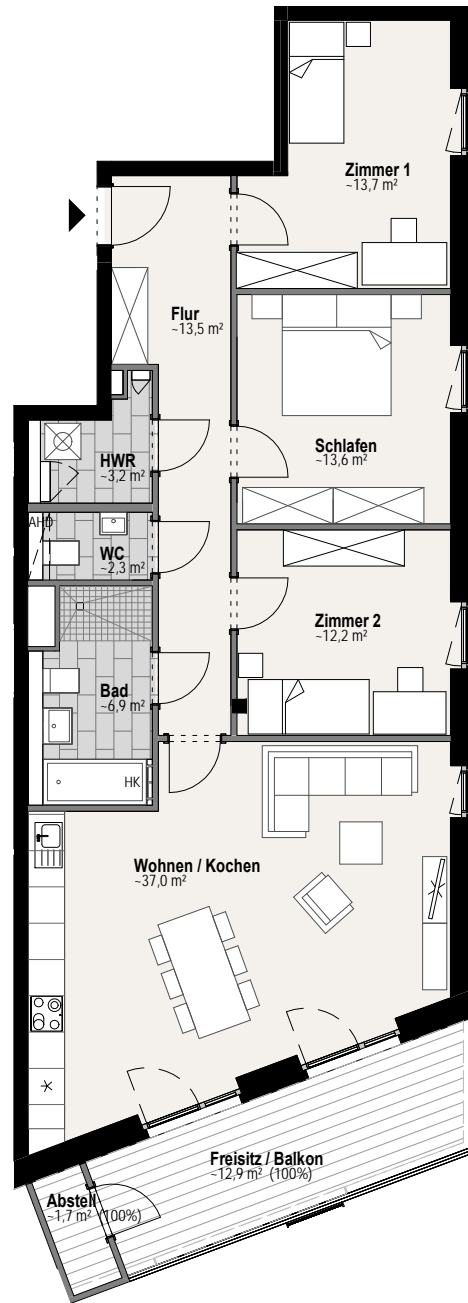 Zimmer 1
~13,7 m²
Flur
~13,5 m²
Schlafen
~13,6 m²
HWR
~3,2 m²
AHD
WC
~2,3 m²
Zimmer 2
~12,2 m²
Bad
~6,9 m²
HK
Wohnen / Kochen
~37,0 m²
Freisitz / Balkon
~12,9 m² (100%)
Abstell
~1,7 m² (100%)